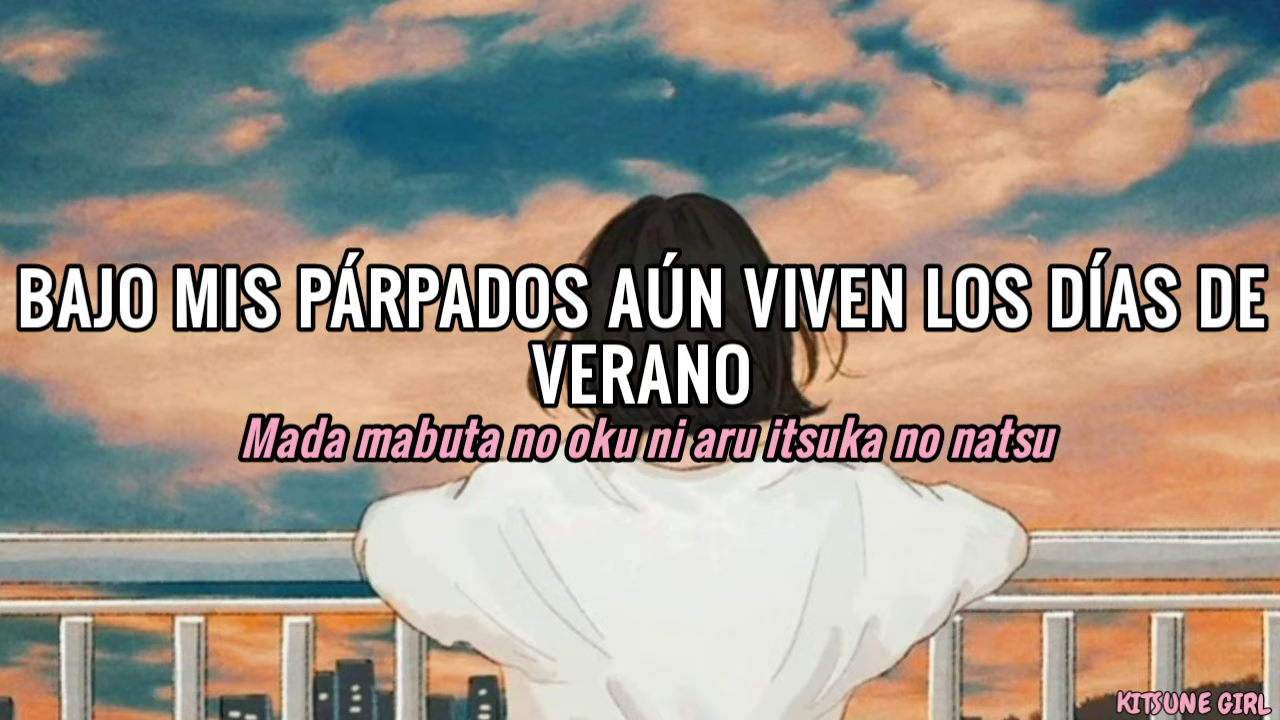 BAJO MIS PÁRPADOS AÚN VIVEN LOS DÍAS DE
VERANO
Mada mabuta no oku ni aru itsuka no natsu
KITSUNE GIRL